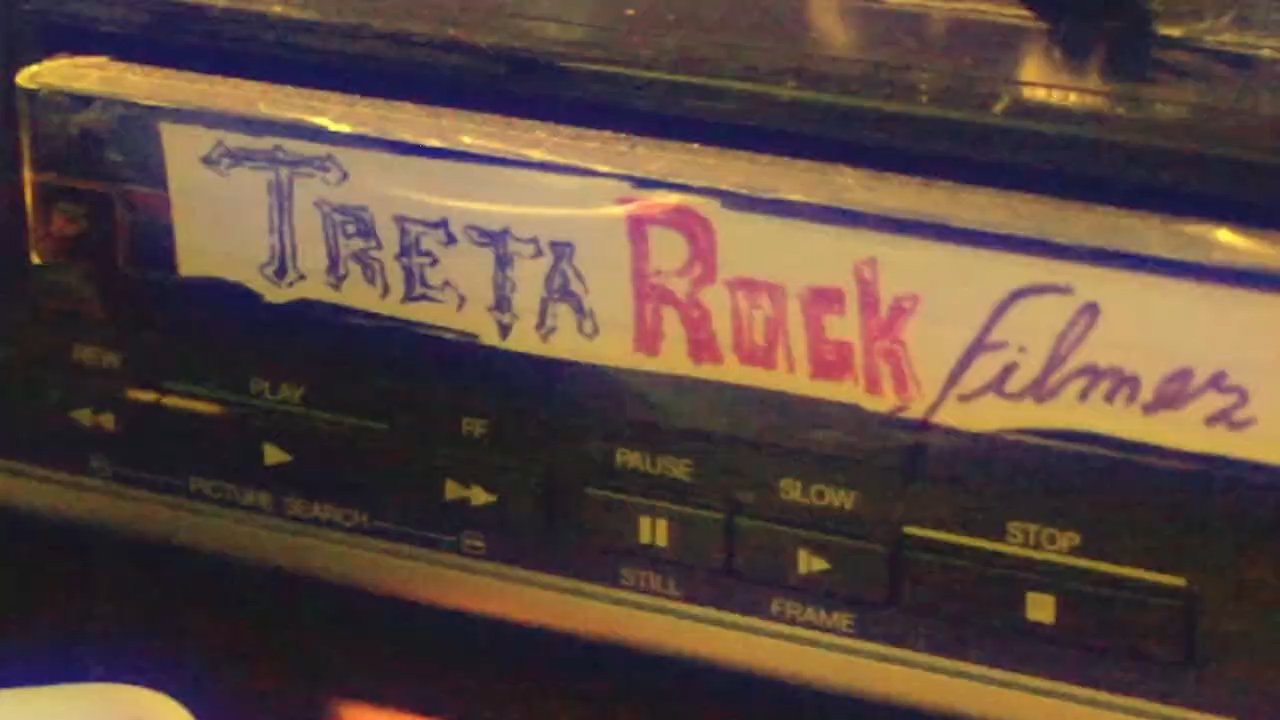 TRETA Rock Filmes
REW PLAY FF PAUSE SLOW STOP
PICTURE SEARCH STILL FRAME